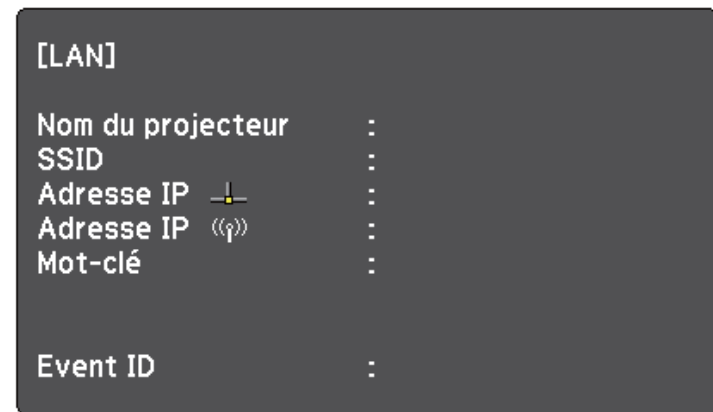 [LAN]
Nom du projecteur :
SSID :
Adresse IP :
Adresse IP :
Mot-clé :
Event ID :